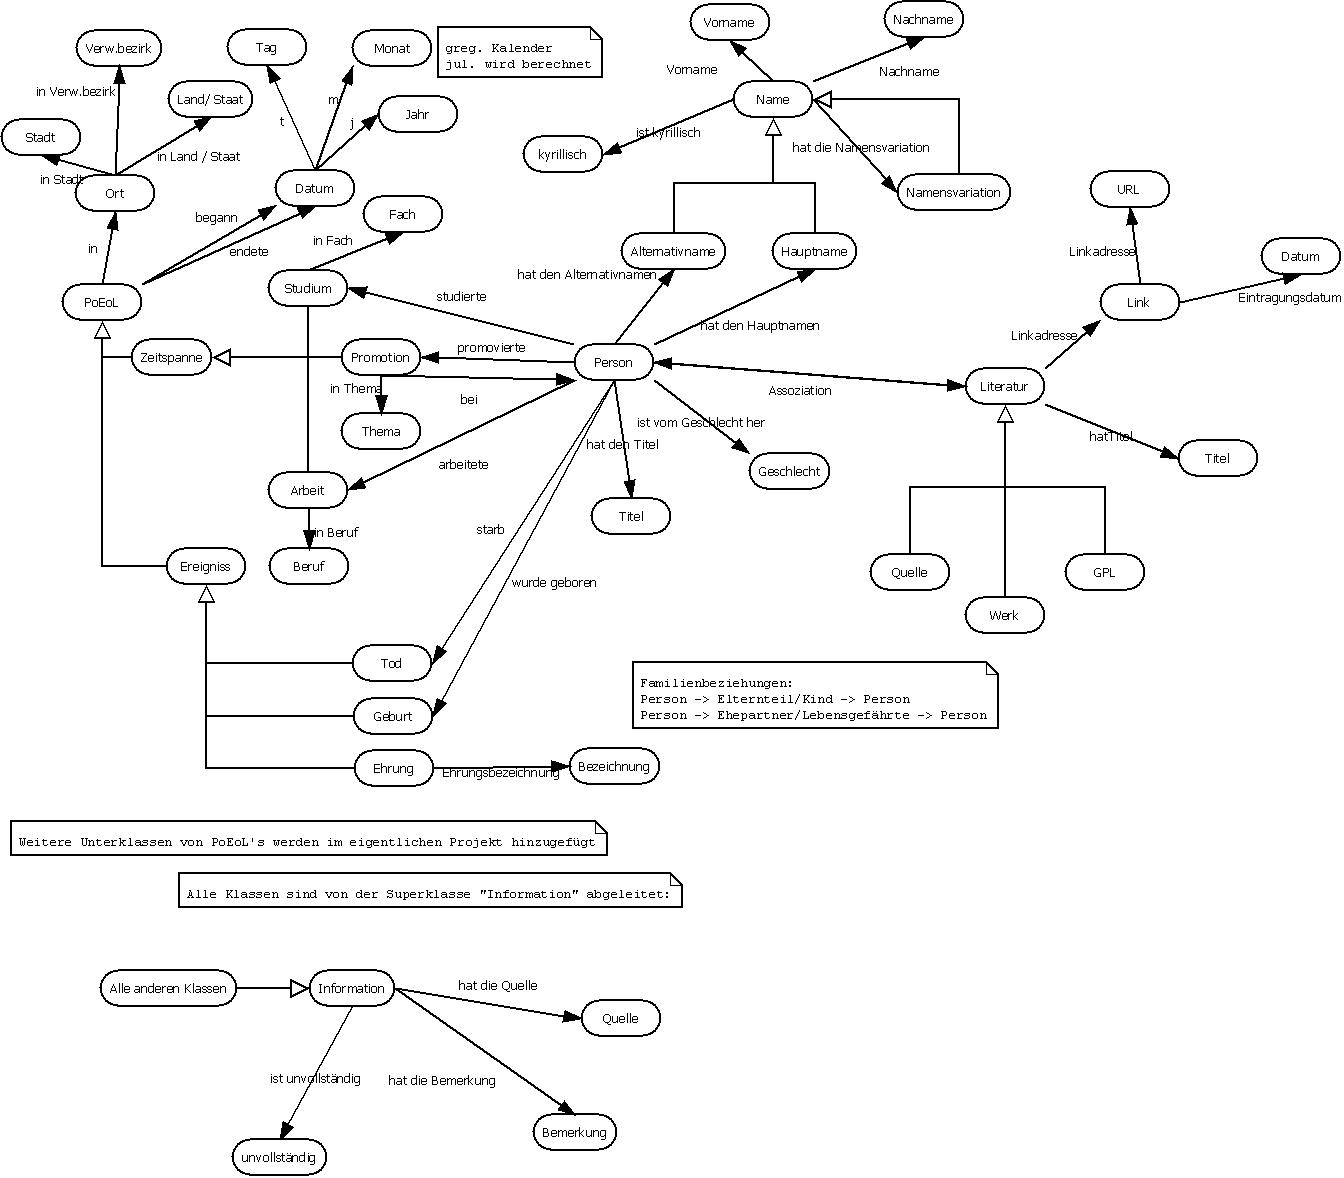 Vorname
Nachname
Verw.bezirk
Tag
Monat
greg. Kalender
jul. wird berechnet
Vorname
Nachname
in Verw.bezirk
Land/ Staat
m
Name
Stadt
t
j
Jahr
ist kyrillisch
in Land / Staat
kyrillisch
hat die Namensvariation
in Stadt
Ort
Datum
Namensvariation
URL
begann
Fach
in
endete
in Fach
Alternativname
Hauptname
Linkadresse
Datum
hat den Alternativnamen
PoEoL
Studium
studierte
Link
Eintragungsdatum
hat den Hauptnamen
Linkadresse
Zeitspanne
Promotion
promovierte
Person
in Thema
bei
Assoziation
Literatur
Thema
ist vom Geschlecht her
hatTitel
arbeitete
hat den Titel
Geschlecht
Titel
Arbeit
Titel
in Beruf
starb
Ereigniss
Beruf
wurde geboren
Quelle
GPL
Werk
Tod
Familienbeziehungen:
Person -> Elternteil/Kind -> Person
Person -> Ehepartner/Lebensgefährte -> Person
Geburt
Ehrung
Ehrungsbezeichnung
Bezeichnung
Weitere Unterklassen von PoEoL's werden im eigentlichen Projekt hinzugefügt
Alle Klassen sind von der Superklasse "Information" abgeleitet:
Alle anderen Klassen
Information
hat die Quelle
Quelle
ist unvollständig
hat die Bemerkung
Bemerkung
unvollständig